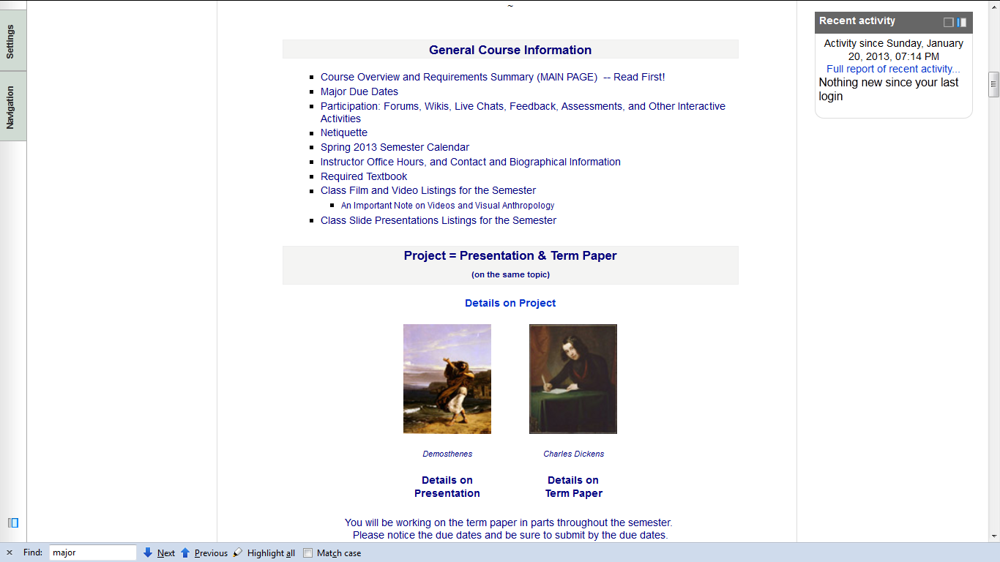 ~
Settings
Navigation
General Course Information
Course Overview and Requirements Summary (MAIN PAGE)  -- Read First!
Major Due Dates
Participation: Forums, Wikis, Live Chats, Feedback, Assessments, and Other Interactive
Activities
Netiquette
Spring 2013 Semester Calendar
Instructor Office Hours, and Contact and Biographical Information
Required Textbook
Class Film and Video Listings for the Semester
An Important Note on Videos and Visual Anthropology
Class Slide Presentations Listings for the Semester
Project = Presentation & Term Paper
(on the same topic)
Details on Project
Demosthenes
Charles Dickens
Details on
Presentation
Details on
Term Paper
You will be working on the term paper in parts throughout the semester.
Please notice the due dates and be sure to submit by the due dates.
Recent activity
Activity since Sunday, January
20, 2013, 07:14 PM
Full report of recent activity...
Nothing new since your last
login
× Find: major Next Previous Highlight all Match case